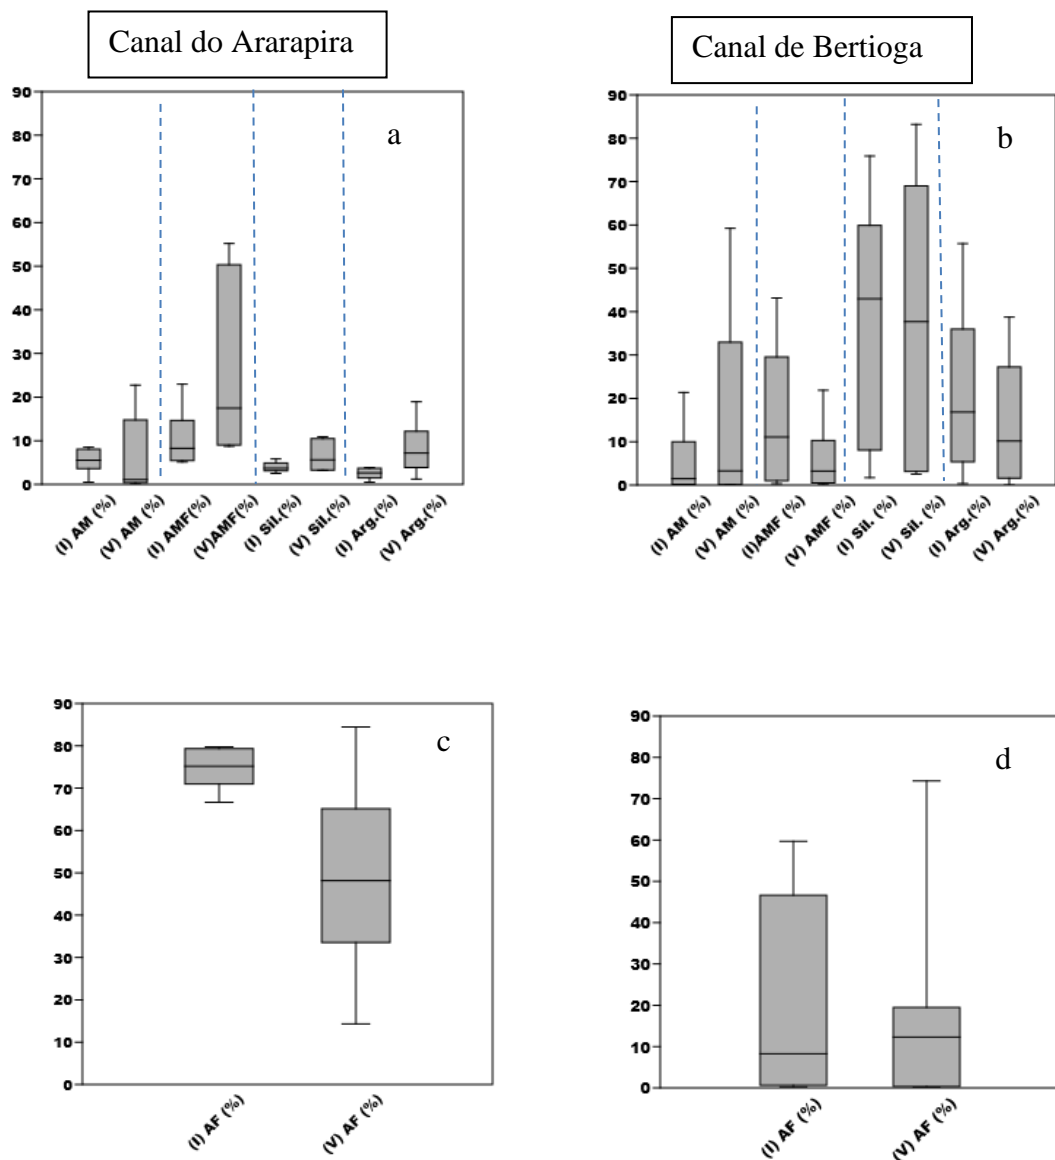 Canal do Ararapira
Canal de Bertioga
a
90
80
70
60
50
40
30
20
10
0
(I) AM (%)
(V) AM (%)
(I) AMF(%)
(V)AMF(%)
(I) Sil.(%)
(V) Sil.(%)
(I) Arg.(%)
(V) Arg.(%)
b
90
80
70
60
50
40
30
20
10
0
(I) AM (%)
(V) AM (%)
(I)AMF (%)
(V) AMF (%)
(I) Sil. (%)
(V) Sil. (%)
(I) Arg.(%)
(V) Arg.(%)
c
90
80
70
60
50
40
30
20
10
0
(I) AF (%)
(V) AF (%)
d
90
80
70
60
50
40
30
20
10
0
(I) AF (%)
(V) AF (%)